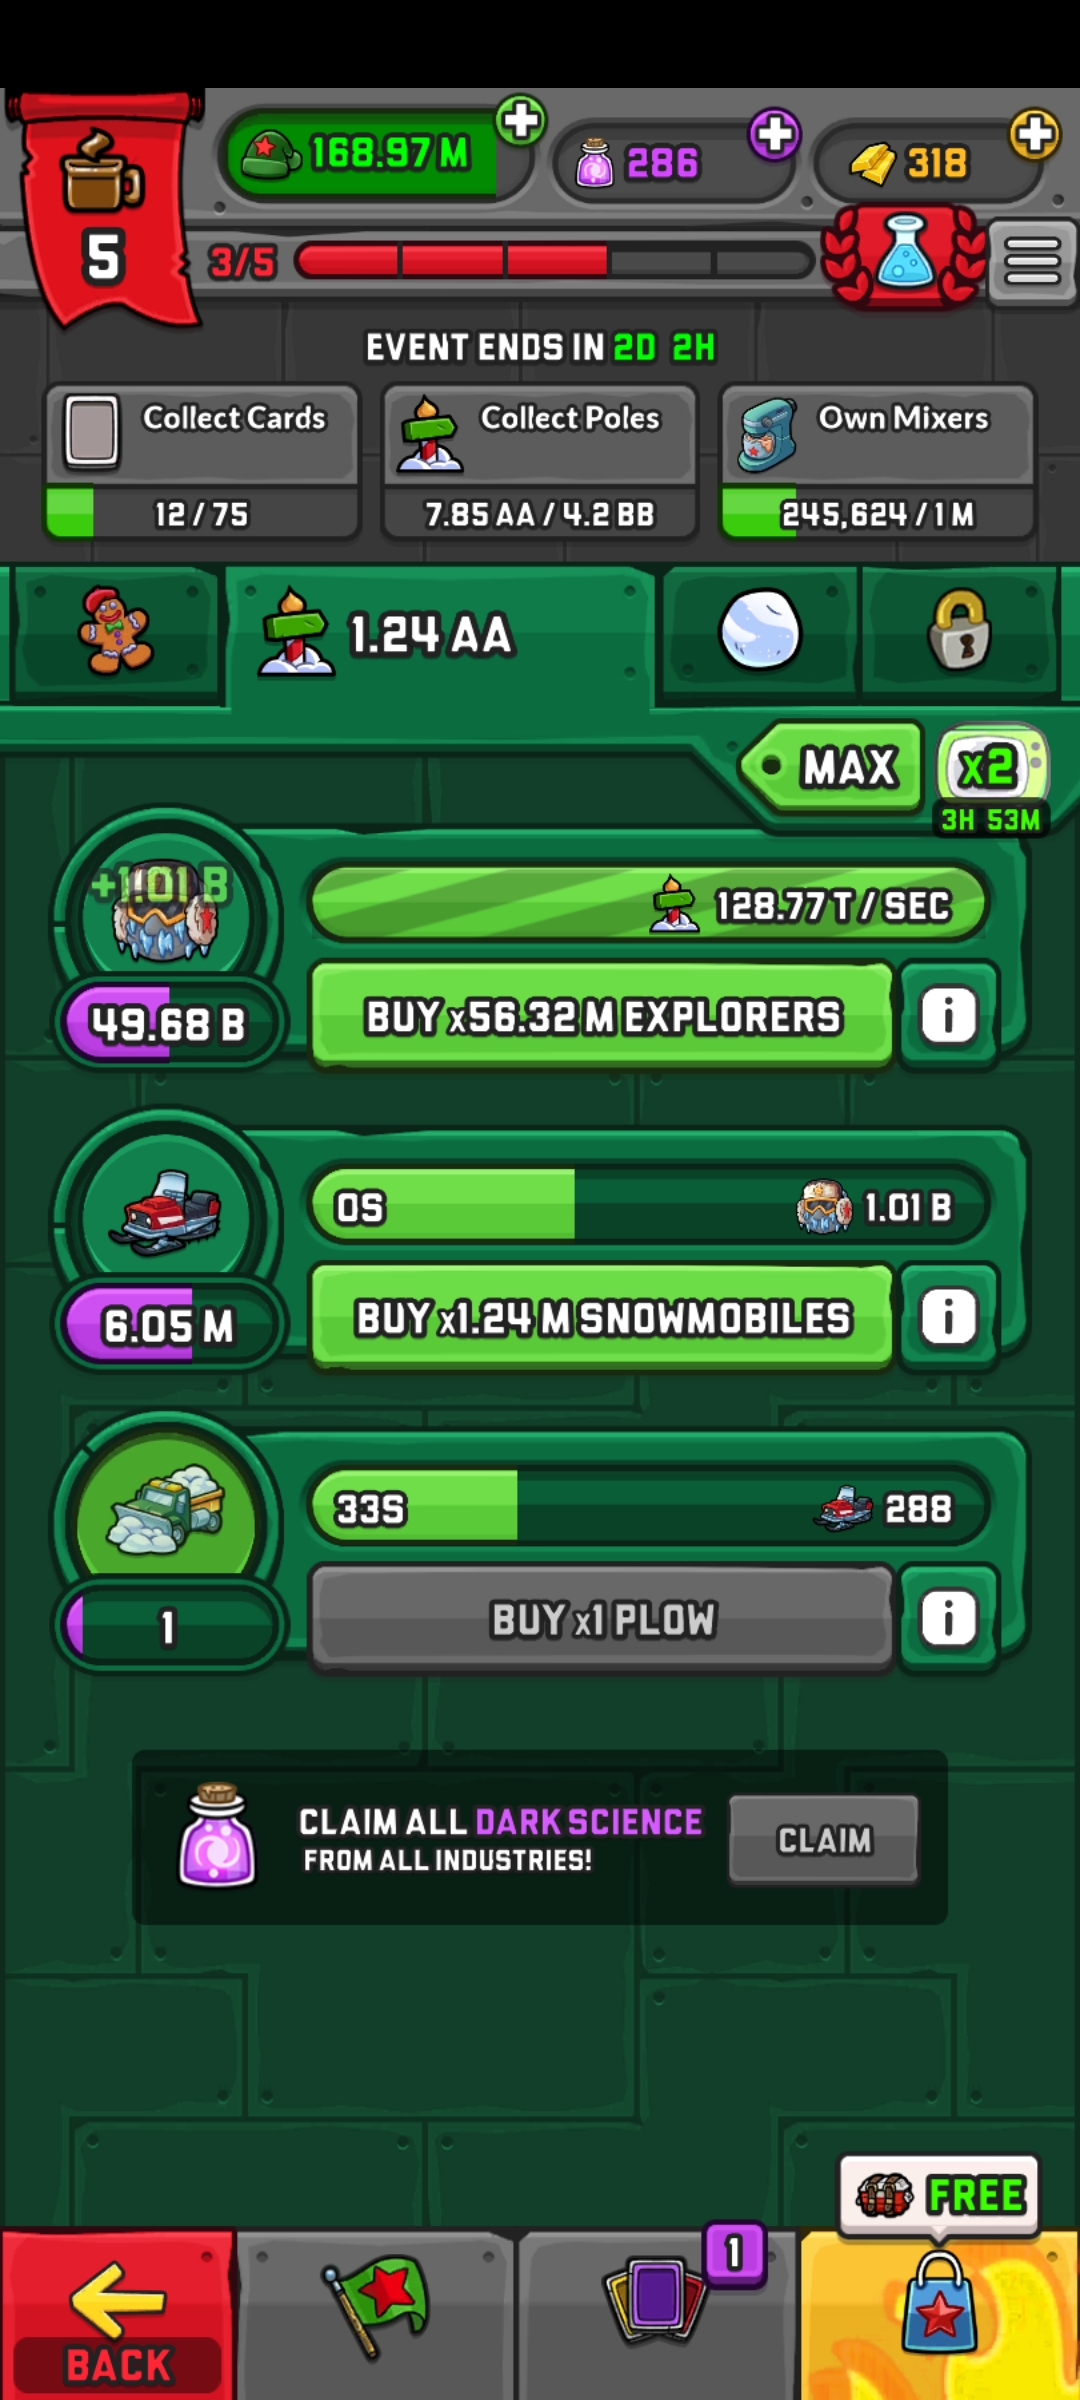 168.97 M
286
318
5
3/5
EVENT ENDS IN 2D 2H
Collect Cards
12 / 75
Collect Poles
7.85 AA / 4.2 BB
Own Mixers
245,624 / 1 M
1.24 AA
MAX
x2
3H 53M
+1.01 B
128.77 T / SEC
49.68 B
BUY x56.32 M EXPLORERS
i
0S
1.01 B
6.05 M
BUY x1.24 M SNOWMOBILES
i
33S
288
1
BUY x1 PLOW
i
CLAIM ALL DARK SCIENCE
FROM ALL INDUSTRIES!
CLAIM
FREE
1
BACK